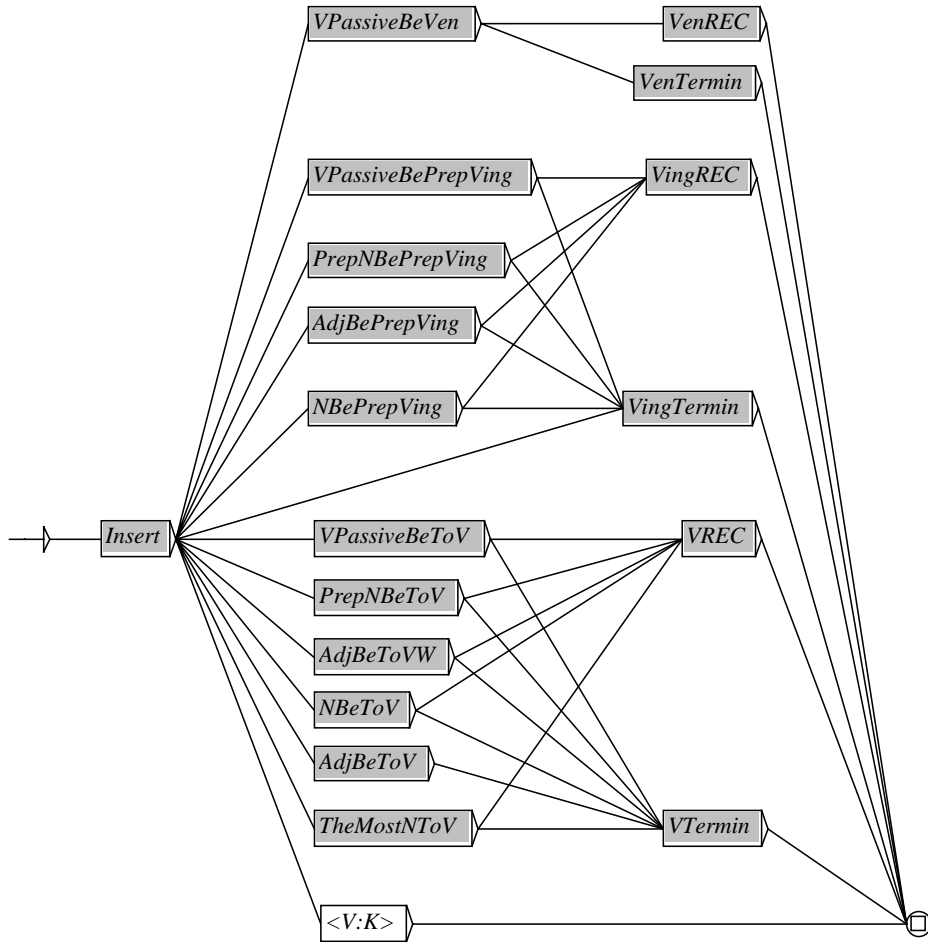 VPassiveBeVen
VenREC
VenTermin
VPassiveBePrepVing
VingREC
PrepNBePrepVing
AdjBePrepVing
NBePrepVing
VingTermin
Insert
VPassiveBeToV
VREC
PrepNBeToV
AdjBeToVW
NBeToV
AdjBeToV
TheMostNToV
VTermin
<V:K>